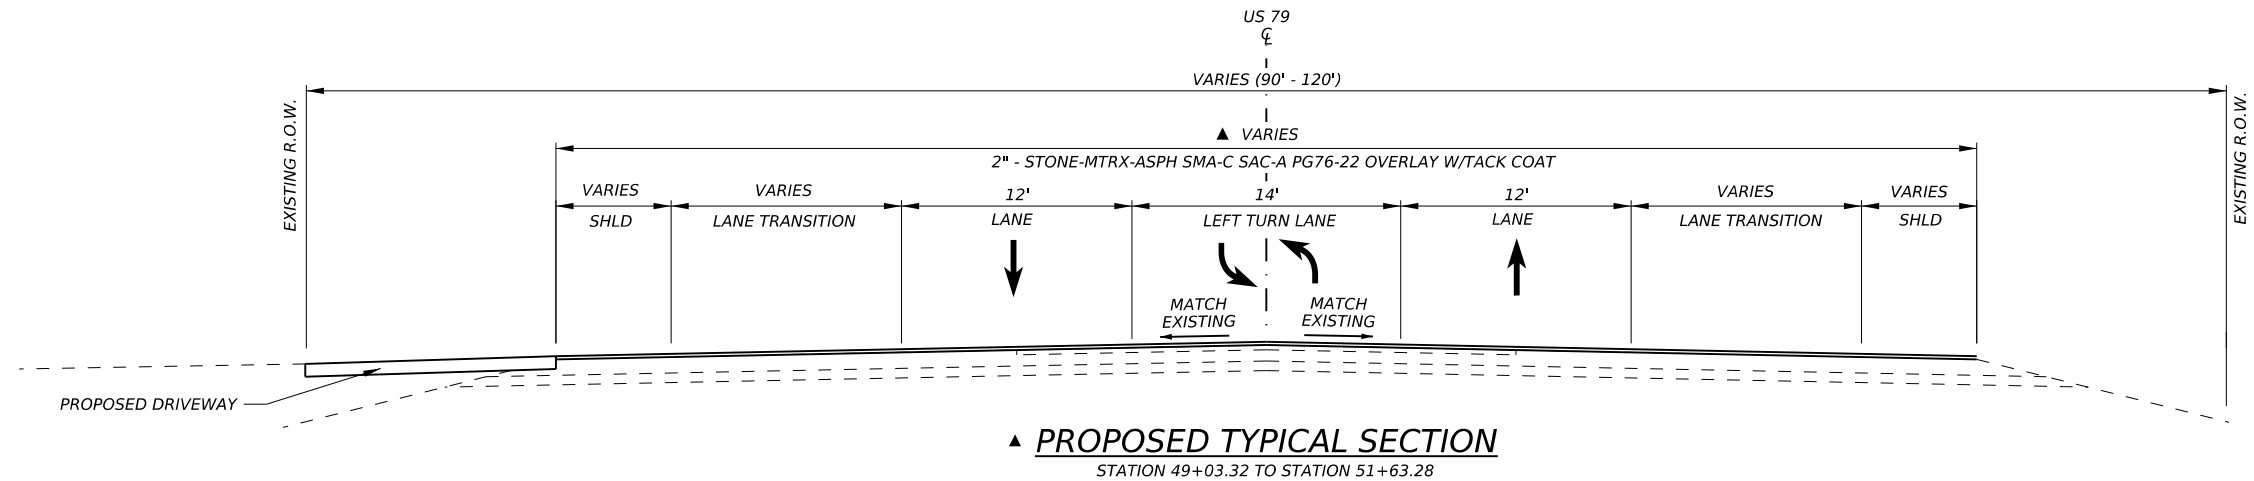 US 79
℄
VARIES (90' - 120')
EXISTING R.O.W.
EXISTING R.O.W.
▲ VARIES
2" - STONE-MTRX-ASPH SMA-C SAC-A PG76-22 OVERLAY W/TACK COAT
VARIES
SHLD
VARIES
LANE TRANSITION
12'
LANE
14'
LEFT TURN LANE
12'
LANE
VARIES
LANE TRANSITION
VARIES
SHLD
MATCH
EXISTING
MATCH
EXISTING
PROPOSED DRIVEWAY
▲ PROPOSED TYPICAL SECTION
STATION 49+03.32 TO STATION 51+63.28